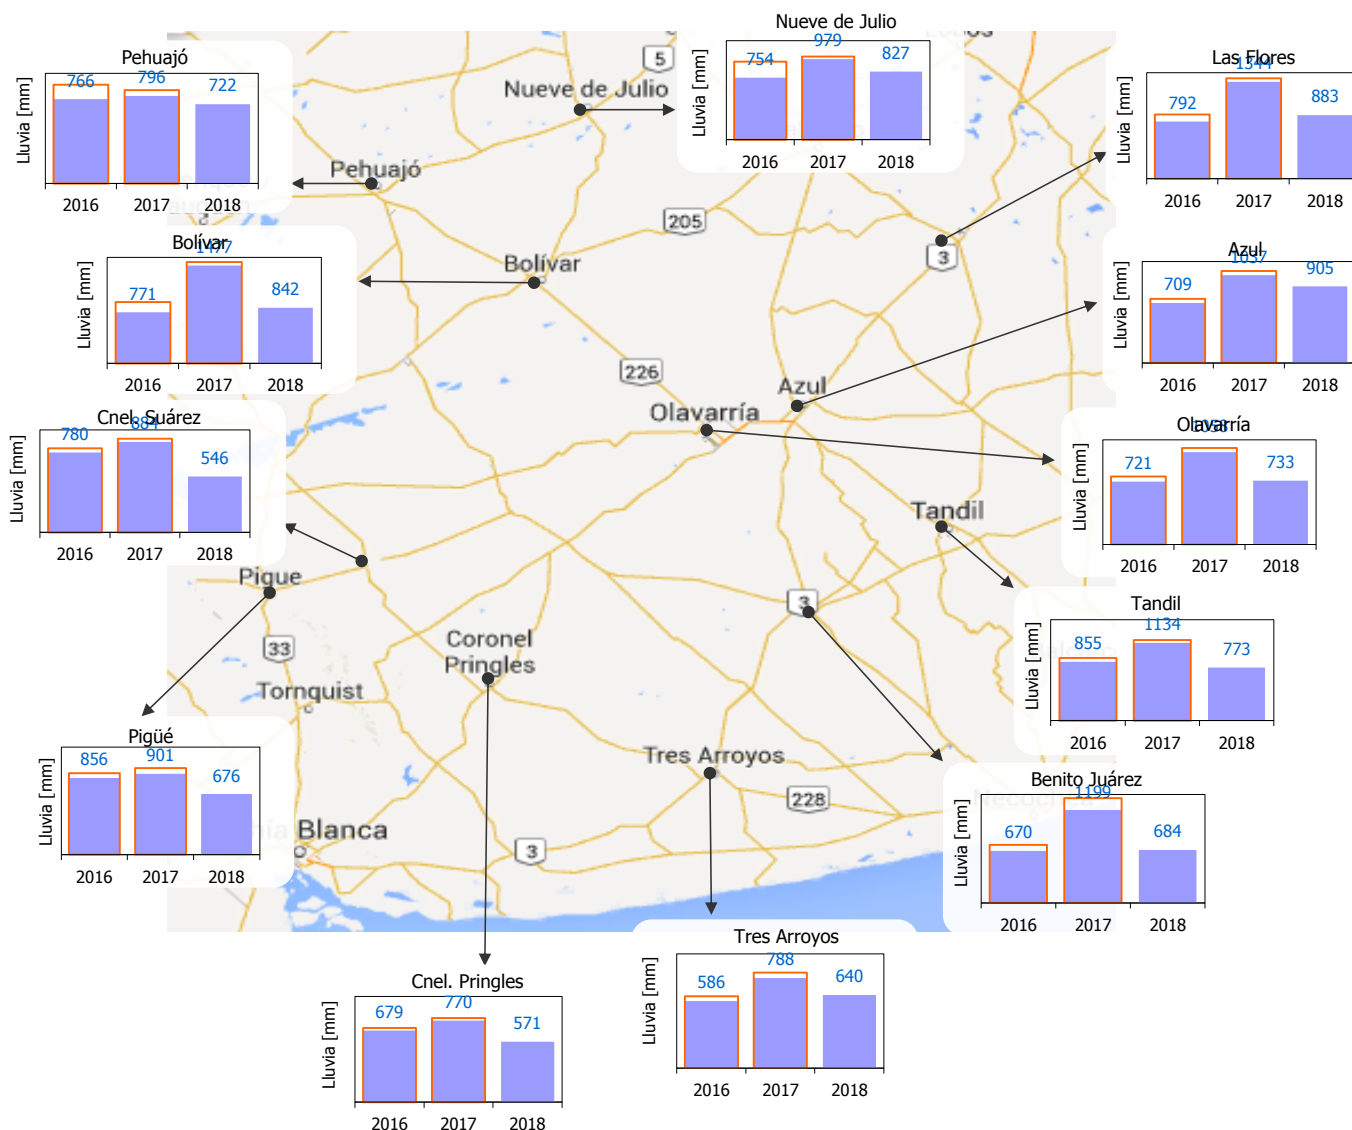 Nueve de Julio
Lluvia [mm]
754
979
827
2016
2017
2018
Pehuajó
Lluvia [mm]
766
796
722
2016
2017
2018
Las Flores
Lluvia [mm]
792
1344
883
2016
2017
2018
5
Nueve de Julio
Pehuajó
205
3
Bolívar
Lluvia [mm]
771
1477
842
2016
2017
2018
Bolívar
Azul
Lluvia [mm]
709
1037
905
2016
2017
2018
226
Azul
Olavarría
Cnel. Suárez
Lluvia [mm]
780
884
546
2016
2017
2018
Olavarría
Lluvia [mm]
721
733
2016
2017
2018
Tandil
Pigue
3
33
Coronel
Pringles
Tornquist
Tandil
Lluvia [mm]
855
1134
773
2016
2017
2018
Pigüé
Lluvia [mm]
856
901
676
2016
2017
2018
Tres Arroyos
228
Blanca
3
Benito Juárez
Lluvia [mm]
670
1199
684
2016
2017
2018
Tres Arroyos
Lluvia [mm]
586
788
640
2016
2017
2018
Cnel. Pringles
Lluvia [mm]
679
770
571
2016
2017
2018